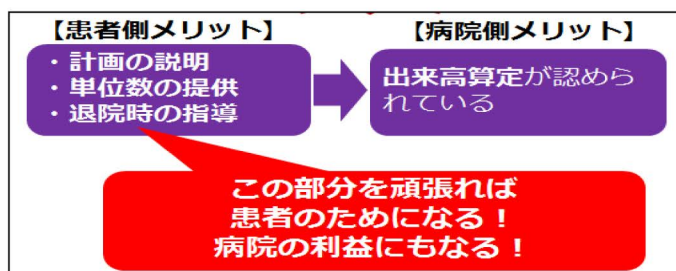 【患者側メリット】
【病院側メリット】
・計画の説明
・単位数の提供
・退院時の指導
出来高算定が認めら
れている
この部分を頑張れば
患者のためになる！
病院の利益にもなる！